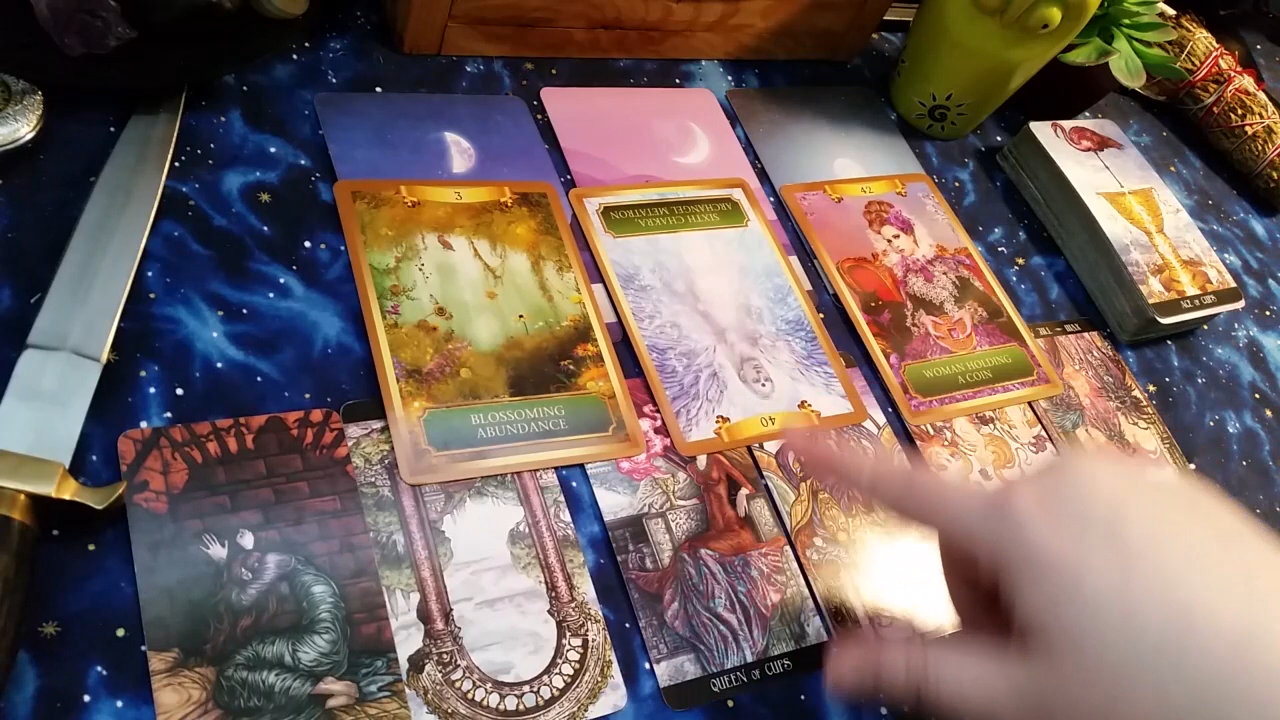 3
BLOSSOMING
ABUNDANCE
SIXTH CHAKRA,
ARCHANGEL METATRON
40
42
WOMAN HOLDING
A COIN
ACE OF CUPS
QUEEN OF CUPS